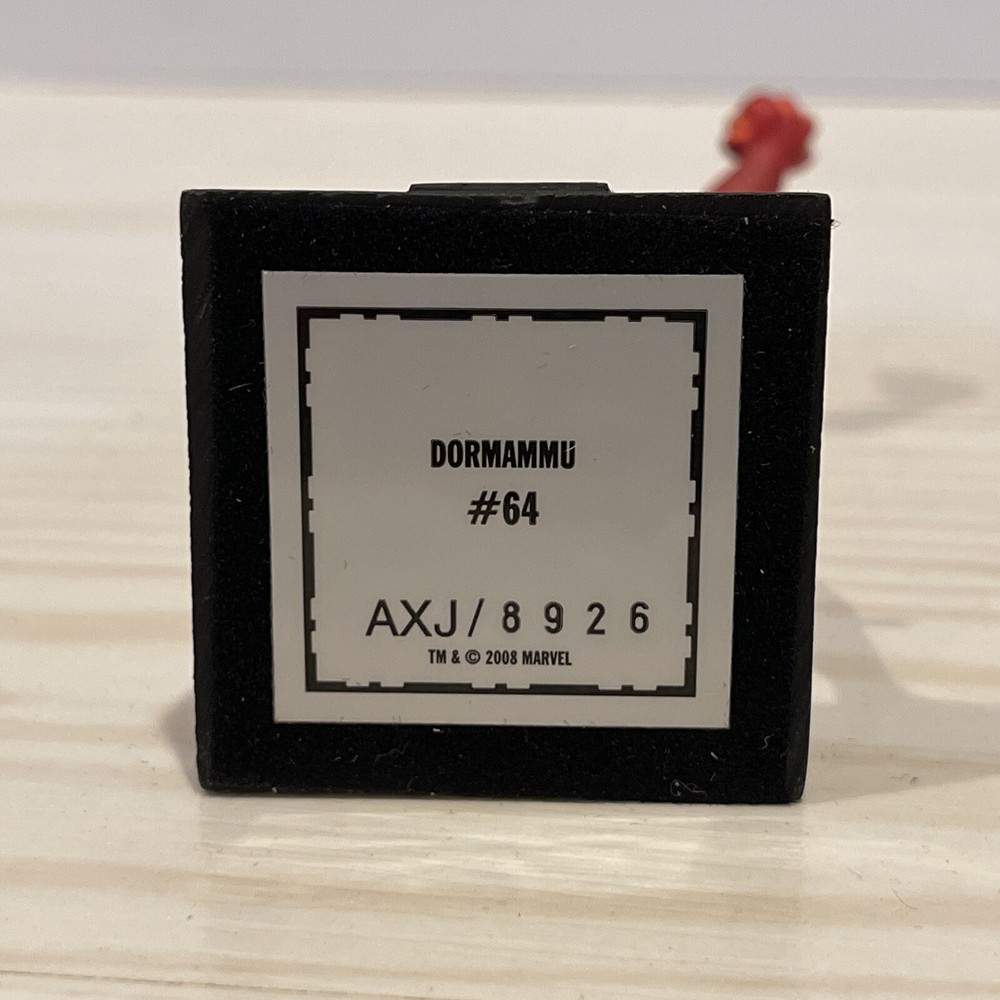 DORMAMMU
#64
AXJ/8926
TM & © 2008 MARVEL